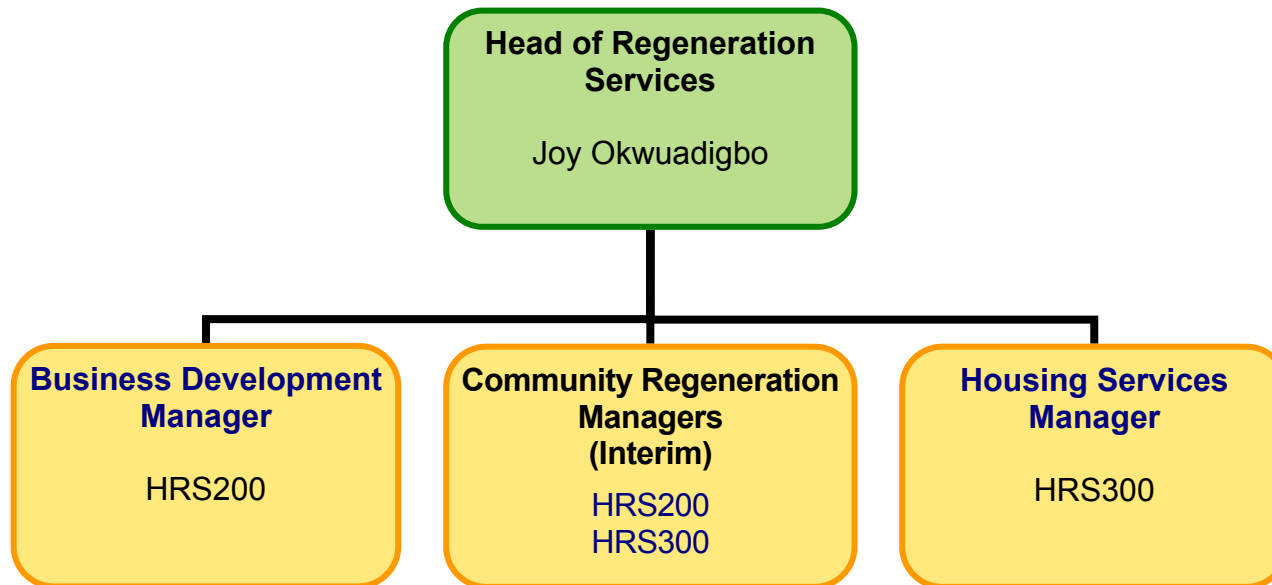 Head of Regeneration
Services
Joy Okwuadigbo
Business Development
Manager
HRS200
Community Regeneration
Managers
(Interim)
HRS200
HRS300
Housing Services
Manager
HRS300